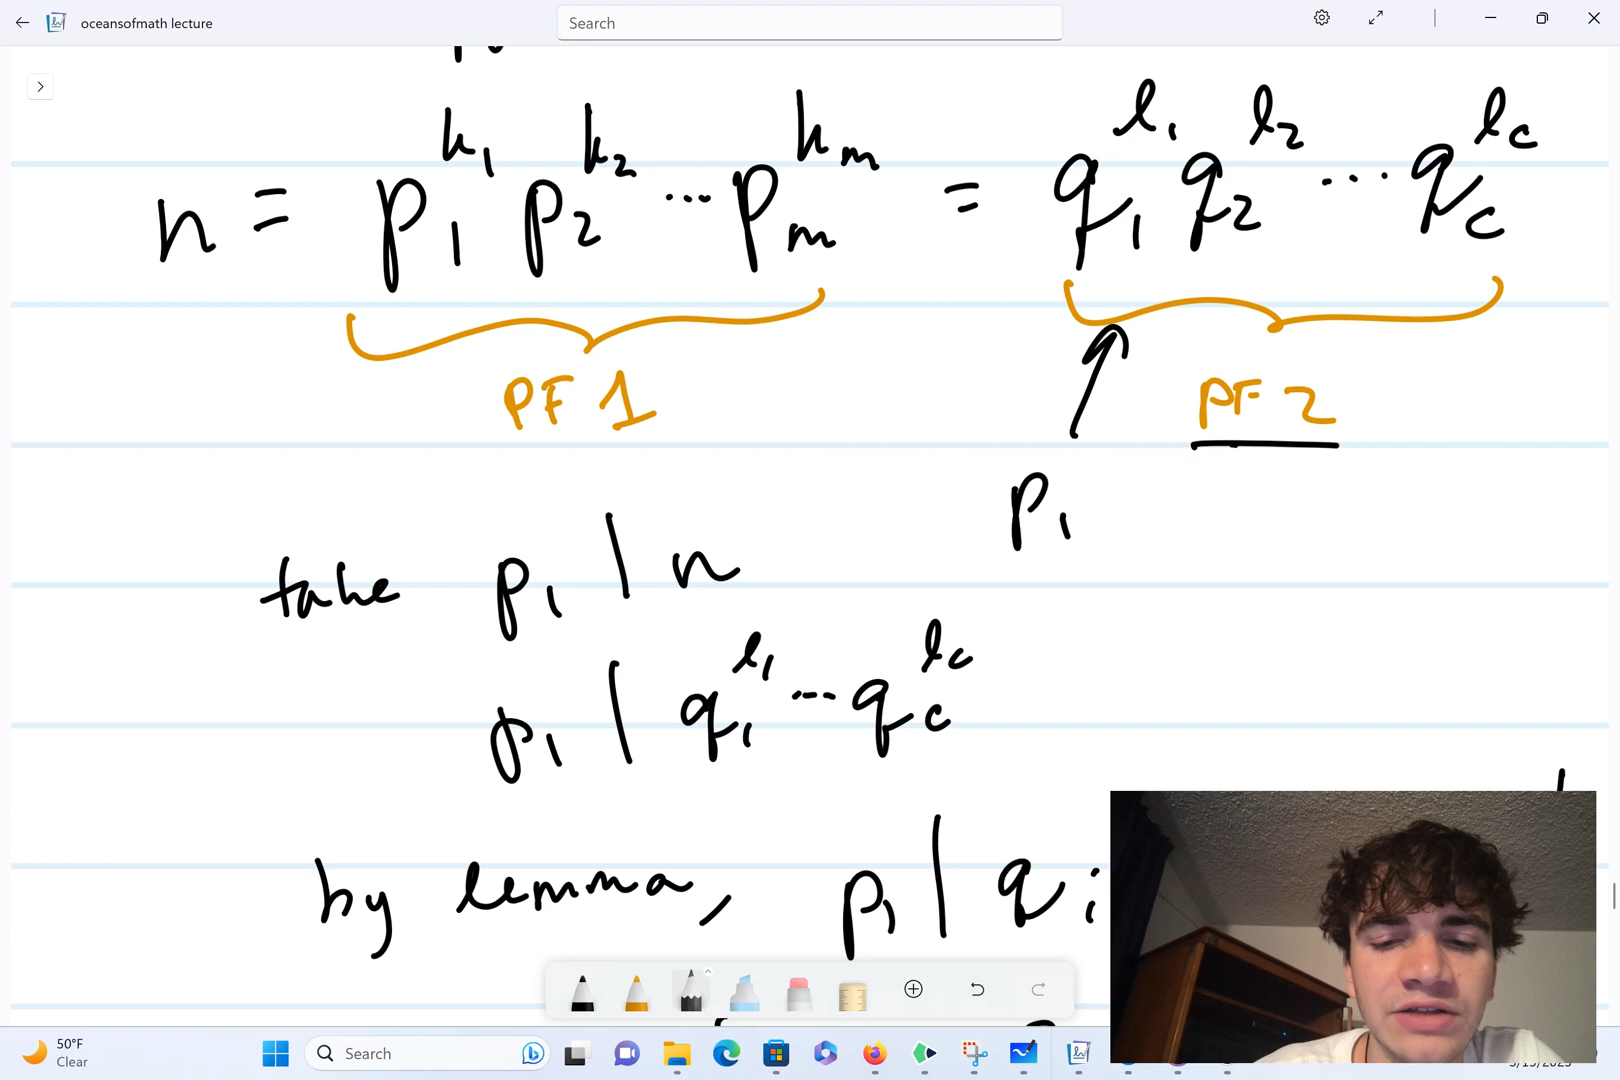 oceansofmath lecture
Search
n = p₁^k₁ p₂^k₂ ... pₘ^kₘ = q₁^l₁ q₂^l₂ ... q_c^l_c
PF 1
PF 2
p₁
take p₁ | n
p₁ | q₁^l₁ ... q_c^l_c
by lemma, p₁ | qᵢ
50°F
Clear
Search